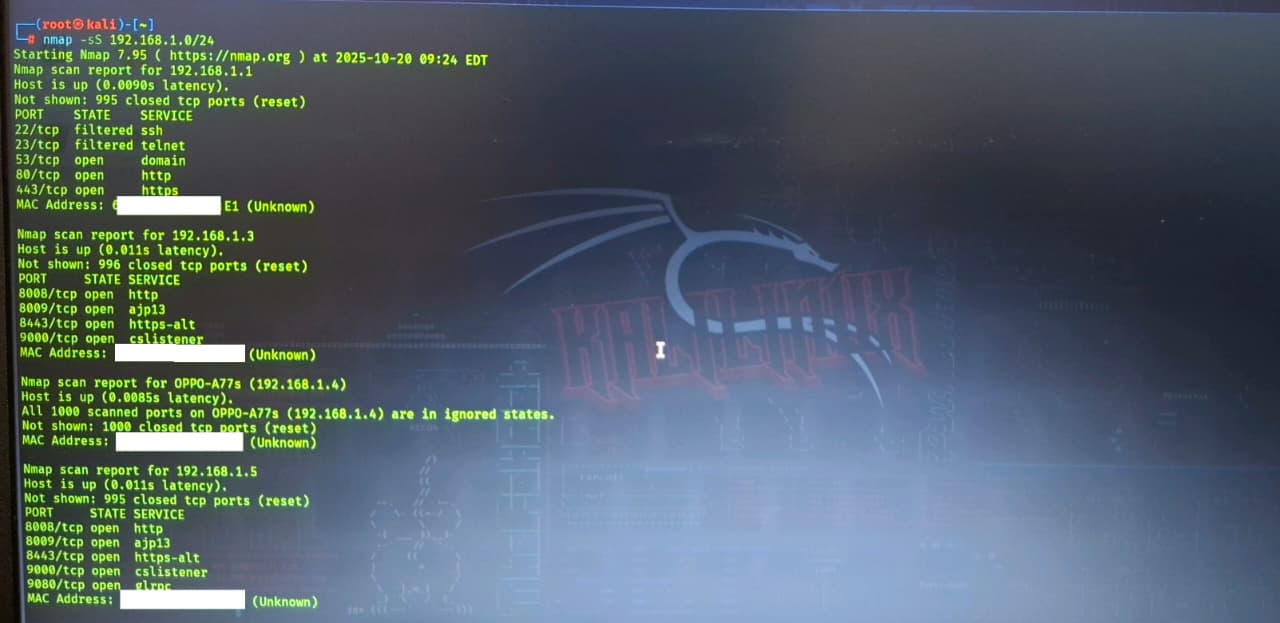 ┌──(root㉿kali)-[~]
└─# nmap -sS 192.168.1.0/24
Starting Nmap 7.95 ( https://nmap.org ) at 2025-10-20 09:24 EDT
Nmap scan report for 192.168.1.1
Host is up (0.0090s latency).
Not shown: 995 closed tcp ports (reset)
PORT    STATE    SERVICE
22/tcp  filtered ssh
23/tcp  filtered telnet
53/tcp  open     domain
80/tcp  open     http
443/tcp open     https
MAC Address: E1 (Unknown)
Nmap scan report for 192.168.1.3
Host is up (0.011s latency).
Not shown: 996 closed tcp ports (reset)
PORT     STATE SERVICE
8008/tcp open  http
8009/tcp open  ajp13
8443/tcp open  https-alt
9000/tcp open  cslistener
MAC Address: (Unknown)
Nmap scan report for OPPO-A77s (192.168.1.4)
Host is up (0.0085s latency).
All 1000 scanned ports on OPPO-A77s (192.168.1.4) are in ignored states.
Not shown: 1000 closed tcp ports (reset)
MAC Address: (Unknown)
Nmap scan report for 192.168.1.5
Host is up (0.011s latency).
Not shown: 995 closed tcp ports (reset)
PORT     STATE SERVICE
8008/tcp open  http
8009/tcp open  ajp13
8443/tcp open  https-alt
9000/tcp open  cslistener
9080/tcp open  glrpc
MAC Address: (Unknown)
KALI LINUX